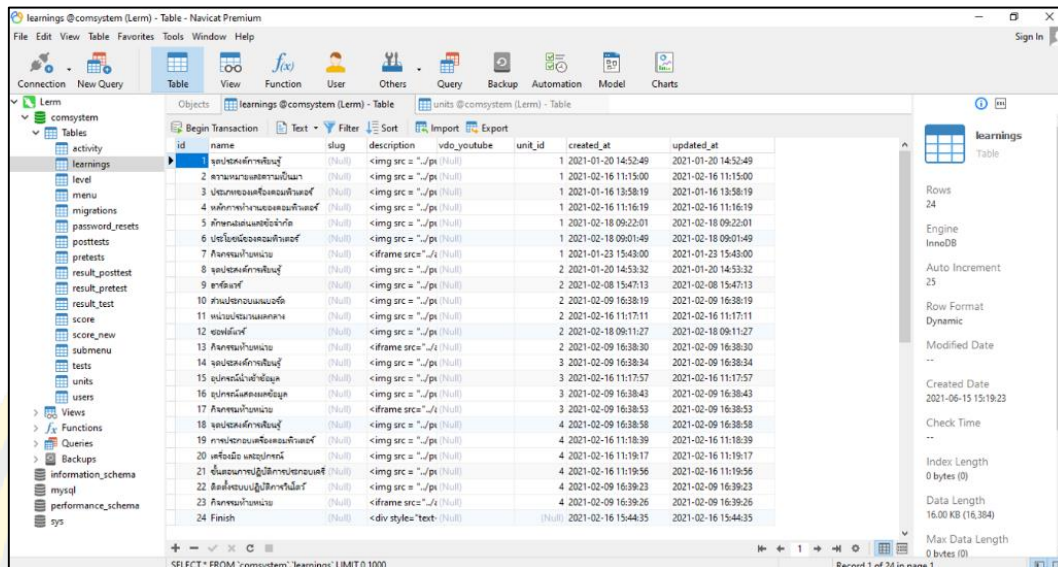 learnings @comsystem (Lerm) - Table - Navicat Premium
File Edit View Table Favorites Tools Window Help
Sign In
Connection New Query Table View Function User Others Query Backup Automation Model Charts
Lerm
comsystem
Tables
activity
learnings
level
menu
migrations
password_resets
posttests
pretests
result_posttest
result_pretest
result_test
score
score_new
submenu
tests
units
users
Views
Functions
Queries
Backups
information_schema
mysql
performance_schema
sys
Objects learnings @comsystem (Lerm) - Table units @comsystem (Lerm) - Table
Begin Transaction Text Filter Sort Import Export
id name slug description vdo_youtube unit_id created_at updated_at
1 จุดประสงค์การเรียนรู้ (Null) <img src = "../pu (Null) 1 2021-01-20 14:52:49 2021-01-20 14:52:49
2 ความหมายและความเป็นมา (Null) <img src = "../pu (Null) 1 2021-02-16 11:15:00 2021-02-16 11:15:00
3 ประเภทของเครื่องคอมพิวเตอร์ (Null) <img src = "../pu (Null) 1 2021-01-16 13:58:19 2021-01-16 13:58:19
4 หลักการทำงานของคอมพิวเตอร์ (Null) <img src = "../pu (Null) 1 2021-02-16 11:16:19 2021-02-16 11:16:19
5 ลักษณะเด่นและข้อจำกัด (Null) <img src = "../pu (Null) 1 2021-02-18 09:22:01 2021-02-18 09:22:01
6 ประโยชน์ของคอมพิวเตอร์ (Null) <img src = "../pu (Null) 1 2021-02-18 09:01:49 2021-02-18 09:01:49
7 กิจกรรมท้ายหน่วย (Null) <iframe src="../a (Null) 1 2021-01-23 15:43:00 2021-01-23 15:43:00
8 จุดประสงค์การเรียนรู้ (Null) <img src = "../pu (Null) 2 2021-01-20 14:53:32 2021-01-20 14:53:32
9 ฮาร์ดแวร์ (Null) <img src = "../pu (Null) 2 2021-02-08 15:47:13 2021-02-08 15:47:13
10 ส่วนประกอบเมนบอร์ด (Null) <img src = "../pu (Null) 2 2021-02-09 16:38:19 2021-02-09 16:38:19
11 หน่วยประมวลผลกลาง (Null) <img src = "../pu (Null) 2 2021-02-16 11:17:11 2021-02-16 11:17:11
12 ซอฟต์แวร์ (Null) <img src = "../pu (Null) 2 2021-02-18 09:11:27 2021-02-18 09:11:27
13 กิจกรรมท้ายหน่วย (Null) <iframe src="../a (Null) 2 2021-02-09 16:38:30 2021-02-09 16:38:30
14 จุดประสงค์การเรียนรู้ (Null) <img src = "../pu (Null) 3 2021-02-09 16:38:34 2021-02-09 16:38:34
15 อุปกรณ์นำเข้าข้อมูล (Null) <img src = "../pu (Null) 3 2021-02-16 11:17:57 2021-02-16 11:17:57
16 อุปกรณ์แสดงผลข้อมูล (Null) <img src = "../pu (Null) 3 2021-02-09 16:38:43 2021-02-09 16:38:43
17 กิจกรรมท้ายหน่วย (Null) <iframe src="../a (Null) 3 2021-02-09 16:38:53 2021-02-09 16:38:53
18 จุดประสงค์การเรียนรู้ (Null) <img src = "../pu (Null) 4 2021-02-09 16:38:58 2021-02-09 16:38:58
19 การประกอบเครื่องคอมพิวเตอร์ (Null) <img src = "../pu (Null) 4 2021-02-16 11:18:39 2021-02-16 11:18:39
20 เครื่องมือ และอุปกรณ์ (Null) <img src = "../pu (Null) 4 2021-02-16 11:19:17 2021-02-16 11:19:17
21 ขั้นตอนการปฏิบัติการประกอบเครื่ (Null) <img src = "../pu (Null) 4 2021-02-16 11:19:56 2021-02-16 11:19:56
22 ติดตั้งระบบปฏิบัติการวินโดว์ (Null) <img src = "../pu (Null) 4 2021-02-09 16:39:23 2021-02-09 16:39:23
23 กิจกรรมท้ายหน่วย (Null) <iframe src="../a (Null) 4 2021-02-09 16:39:26 2021-02-09 16:39:26
24 Finish (Null) <div style="text- (Null) (Null) 2021-02-16 15:44:35 2021-02-16 15:44:35
1
SELECT * FROM `comsystem`.`learnings` LIMIT 0,1000
Record 1 of 24 in page 1
learnings
Table
Rows
24
Engine
InnoDB
Auto Increment
25
Row Format
Dynamic
Modified Date
--
Created Date
2021-06-15 15:19:23
Check Time
--
Index Length
0 bytes (0)
Data Length
16.00 KB (16,384)
Max Data Length
0 bytes (0)